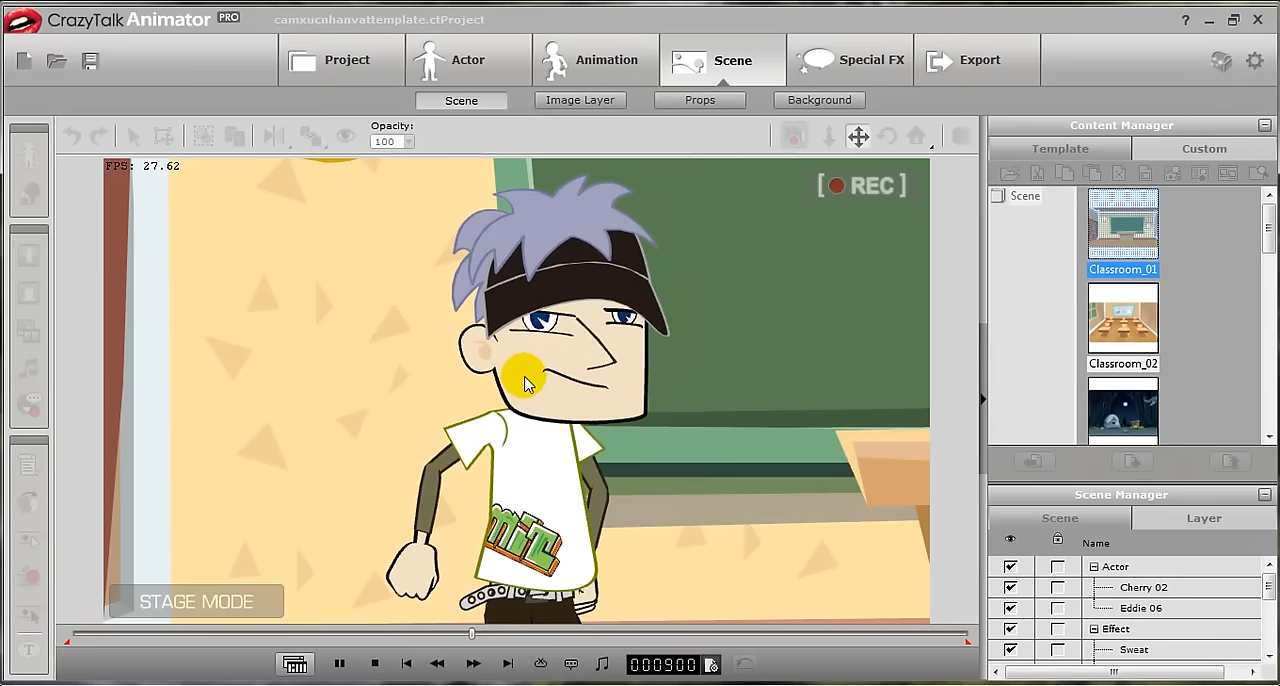 CrazyTalk Animator PRO
camxucnhanvattemplate.ctProject
?
Project
Actor
Animation
Scene
Special FX
Export
Scene
Image Layer
Props
Background
Opacity:
100
FPS: 27.62
[ REC ]
STAGE MODE
000900
Content Manager
Template
Custom
Scene
Classroom_01
Classroom_02
Scene Manager
Scene
Layer
Name
Actor
Cherry 02
Eddie 06
Effect
Sweat